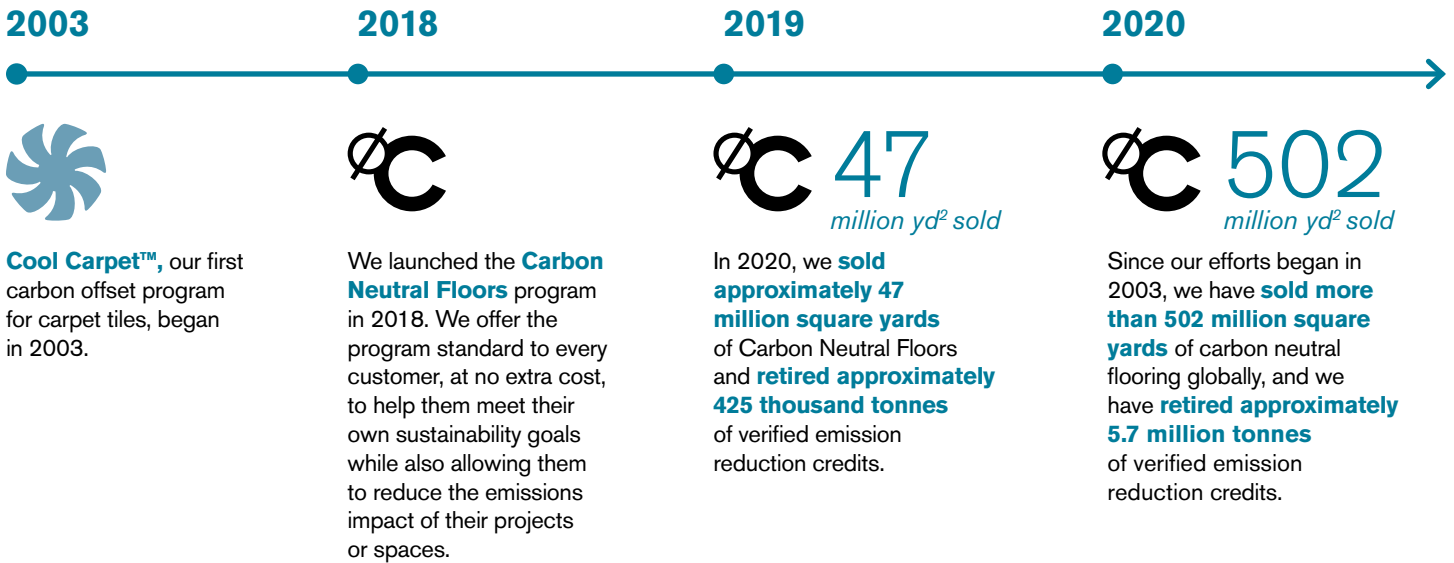 2003
2018
2019
2020
Cool Carpet™, our first
carbon offset program
for carpet tiles, began
in 2003.
ØC
We launched the Carbon
Neutral Floors program
in 2018. We offer the
program standard to every
customer, at no extra cost,
to help them meet their
own sustainability goals
while also allowing them
to reduce the emissions
impact of their projects
or spaces.
ØC 47
million yd² sold
In 2020, we sold
approximately 47
million square yards
of Carbon Neutral Floors
and retired approximately
425 thousand tonnes
of verified emission
reduction credits.
ØC 502
million yd² sold
Since our efforts began in
2003, we have sold more
than 502 million square
yards of carbon neutral
flooring globally, and we
have retired approximately
5.7 million tonnes
of verified emission
reduction credits.